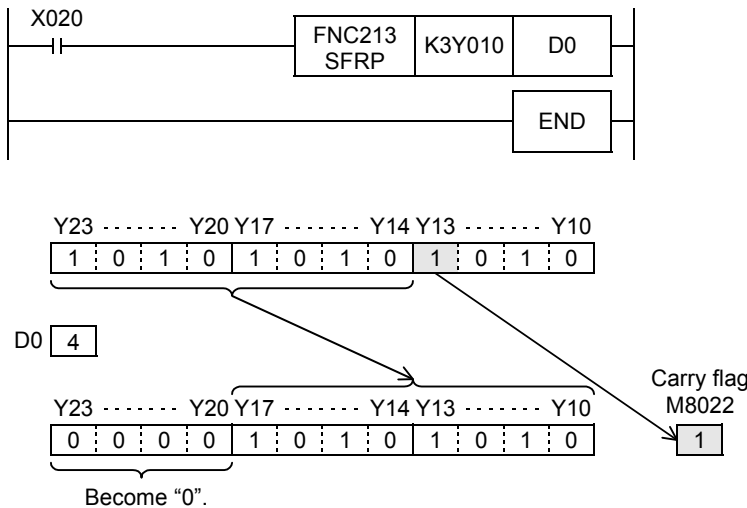 X020
FNC213 SFRP K3Y010 D0
END
Y23 ------- Y20 Y17 ------- Y14 Y13 ------- Y10
1 0 1 0 1 0 1 0 1 0 1 0
D0 4
Carry flag
Y23 ------- Y20 Y17 ------- Y14 Y13 ------- Y10 M8022
0 0 0 0 1 0 1 0 1 0 1 0 1
Become “0”.